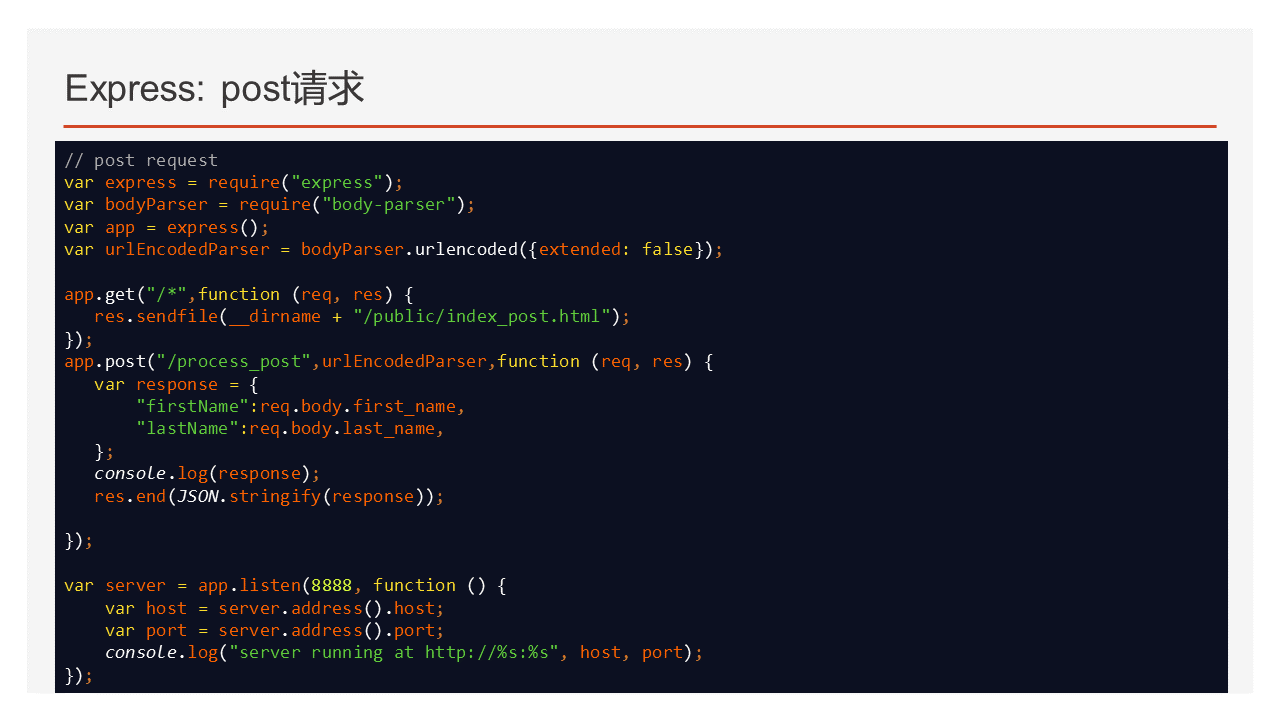 Express: post请求
// post request
var express = require("express");
var bodyParser = require("body-parser");
var app = express();
var urlEncodedParser = bodyParser.urlencoded({extended: false});
app.get("/*",function (req, res) {
res.sendfile(__dirname + "/public/index_post.html");
});
app.post("/process_post",urlEncodedParser,function (req, res) {
var response = {
"firstName":req.body.first_name,
"lastName":req.body.last_name,
};
console.log(response);
res.end(JSON.stringify(response));
});
var server = app.listen(8888, function () {
var host = server.address().host;
var port = server.address().port;
console.log("server running at http://%s:%s", host, port);
});